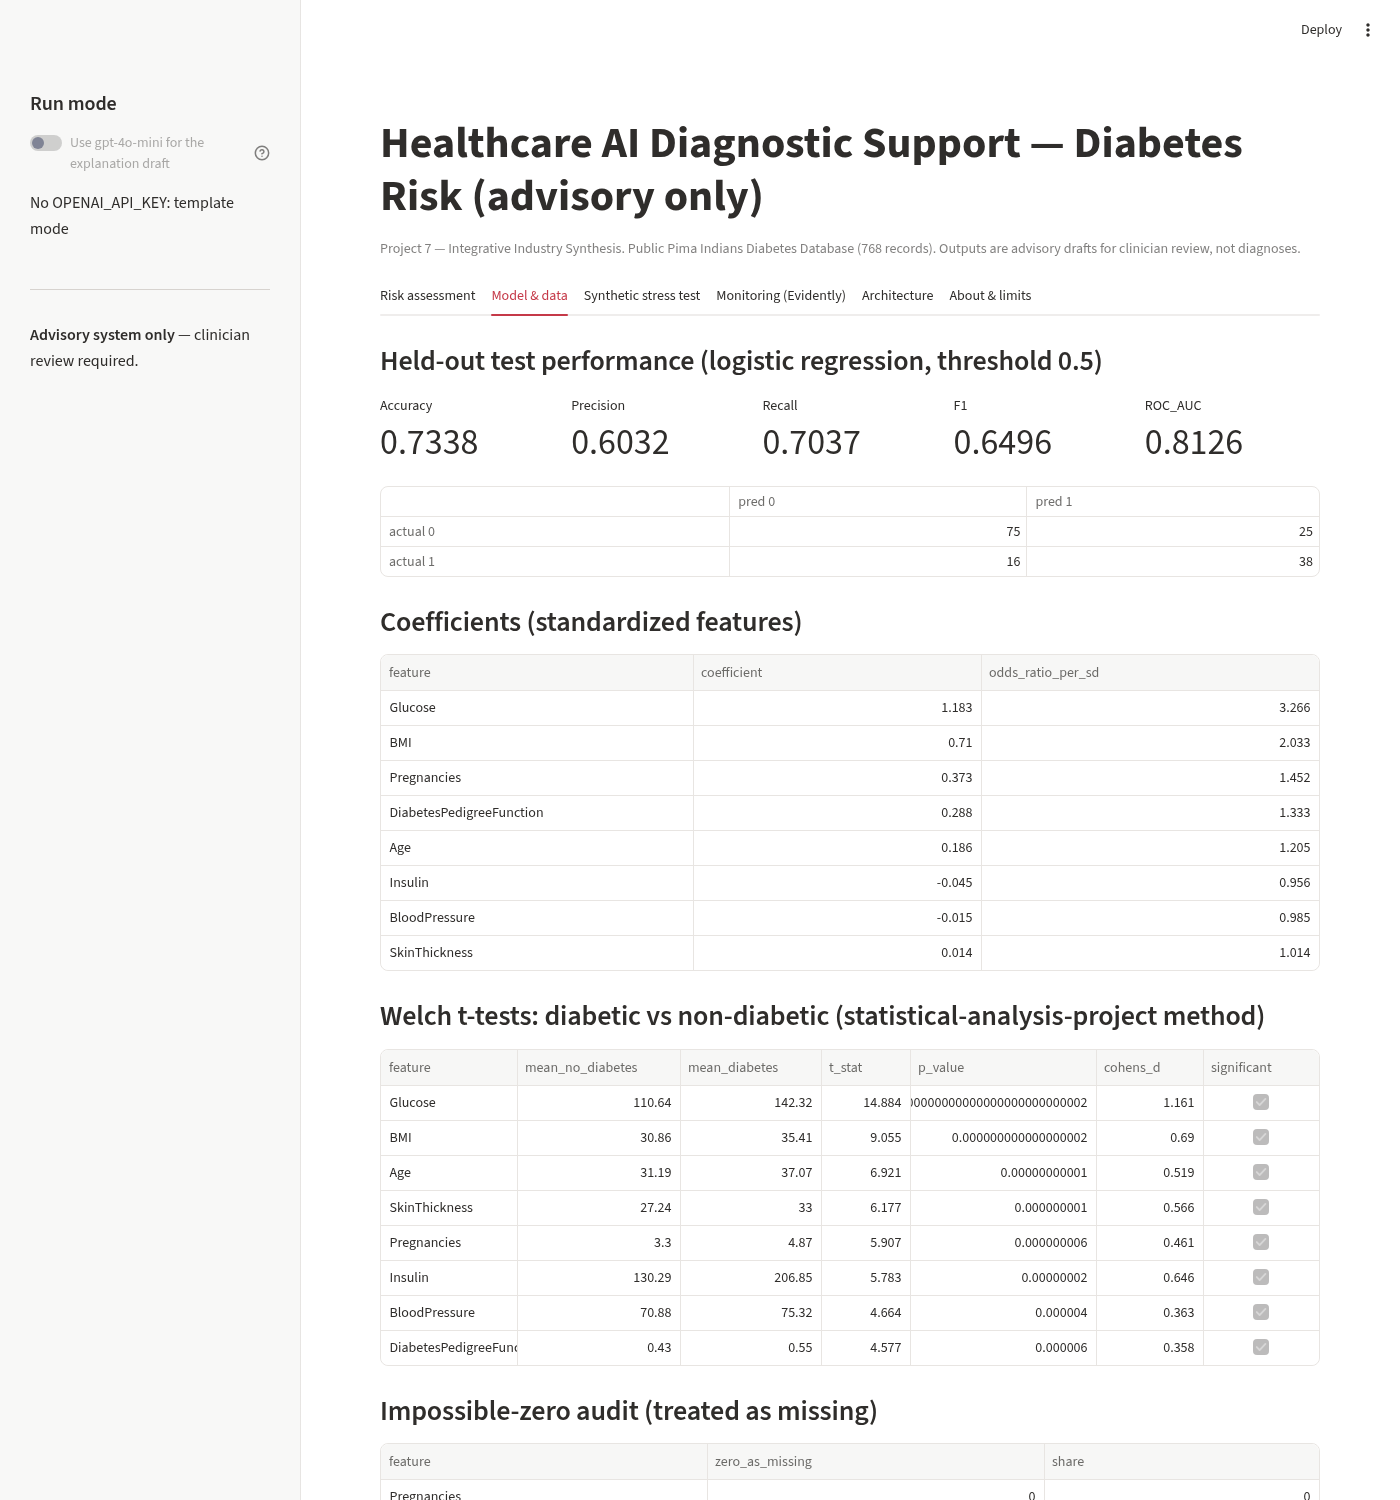 Deploy
Run mode
Use gpt-4o-mini for the
explanation draft
No OPENAI_API_KEY: template
mode
Advisory system only — clinician
review required.
Healthcare AI Diagnostic Support — Diabetes
Risk (advisory only)
Project 7 — Integrative Industry Synthesis. Public Pima Indians Diabetes Database (768 records). Outputs are advisory drafts for clinician review, not diagnoses.
Risk assessment Model & data Synthetic stress test Monitoring (Evidently) Architecture About & limits
Held-out test performance (logistic regression, threshold 0.5)
Accuracy Precision Recall F1 ROC_AUC
0.7338 0.6032 0.7037 0.6496 0.8126
pred 0 pred 1
actual 0 75 25
actual 1 16 38
Coefficients (standardized features)
feature coefficient odds_ratio_per_sd
Glucose 1.183 3.266
BMI 0.71 2.033
Pregnancies 0.373 1.452
DiabetesPedigreeFunction 0.288 1.333
Age 0.186 1.205
Insulin -0.045 0.956
BloodPressure -0.015 0.985
SkinThickness 0.014 1.014
Welch t-tests: diabetic vs non-diabetic (statistical-analysis-project method)
feature mean_no_diabetes mean_diabetes t_stat p_value cohens_d significant
Glucose 110.64 142.32 14.884 1.161
BMI 30.86 35.41 9.055 0.000000000000000002 0.69
Age 31.19 37.07 6.921 0.00000000001 0.519
SkinThickness 27.24 33 6.177 0.000000001 0.566
Pregnancies 3.3 4.87 5.907 0.000000006 0.461
Insulin 130.29 206.85 5.783 0.00000002 0.646
BloodPressure 70.88 75.32 4.664 0.000004 0.363
DiabetesPedigreeFunc 0.43 0.55 4.577 0.000006 0.358
Impossible-zero audit (treated as missing)
feature zero_as_missing share
Pregnancies 0 0